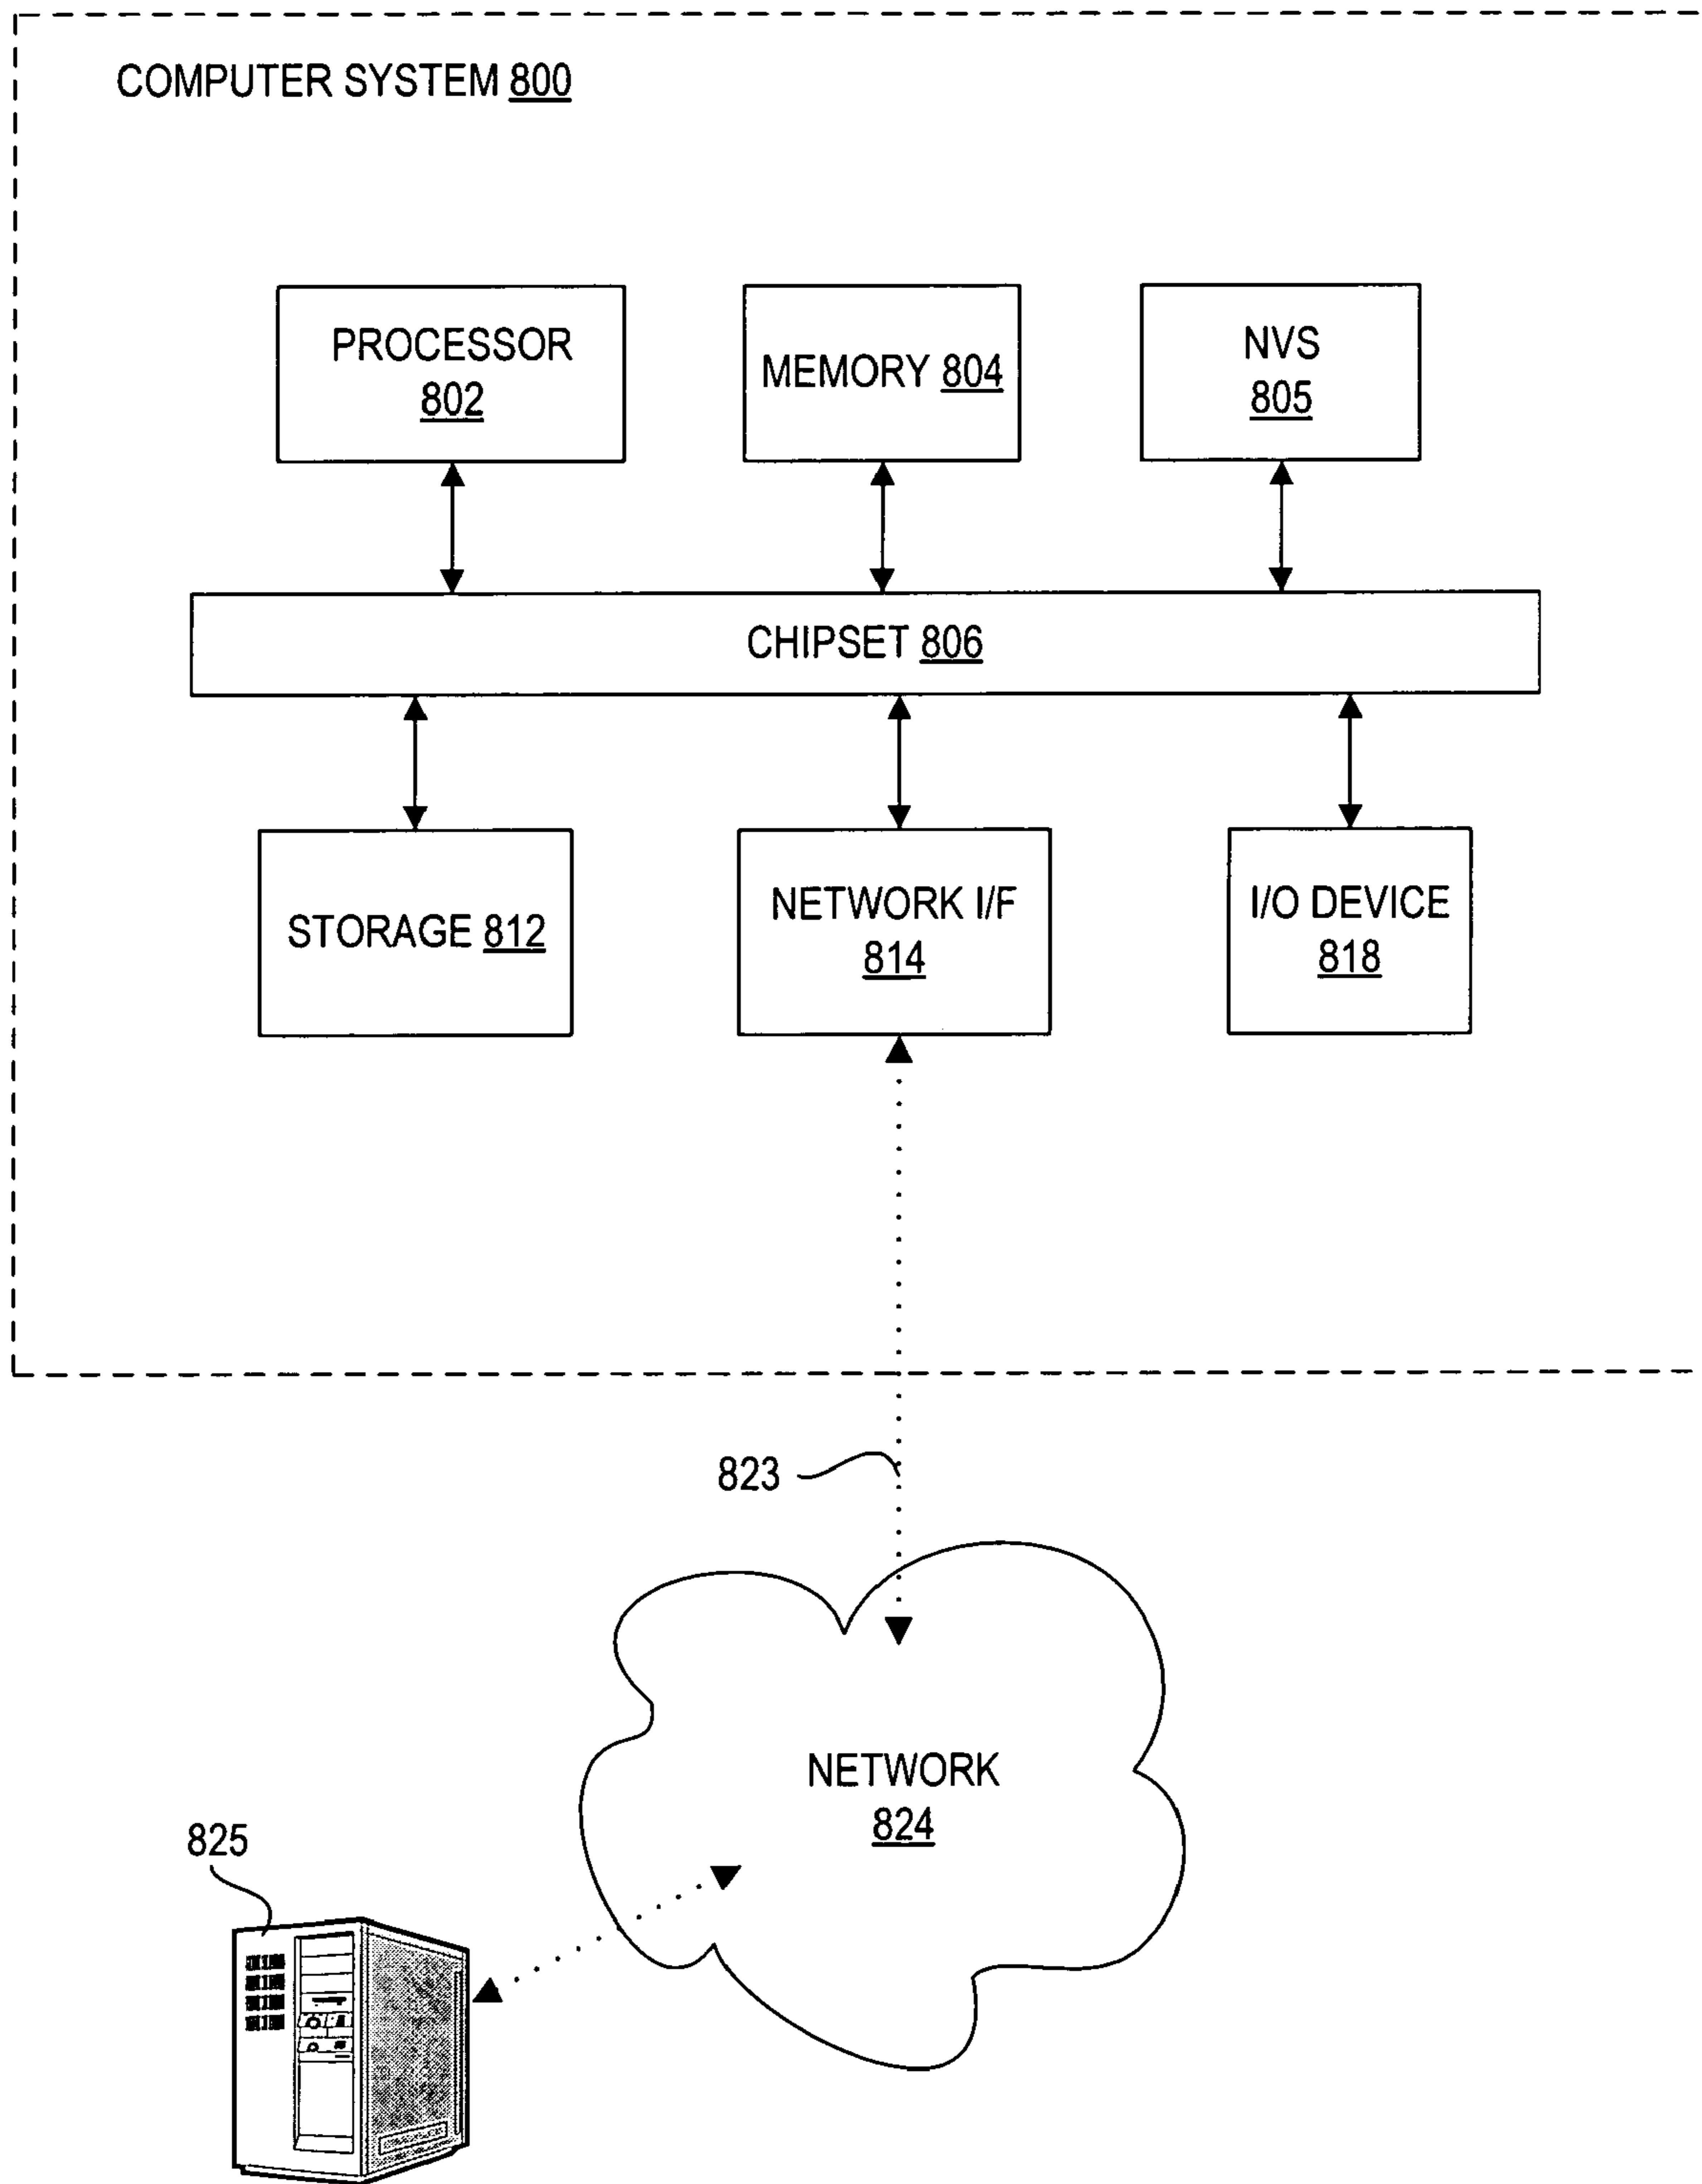 COMPUTER SYSTEM 800
PROCESSOR
802
MEMORY 804
NVS
805
CHIPSET 806
STORAGE 812
NETWORK I/F
814
I/O DEVICE
818
823
NETWORK
824
825